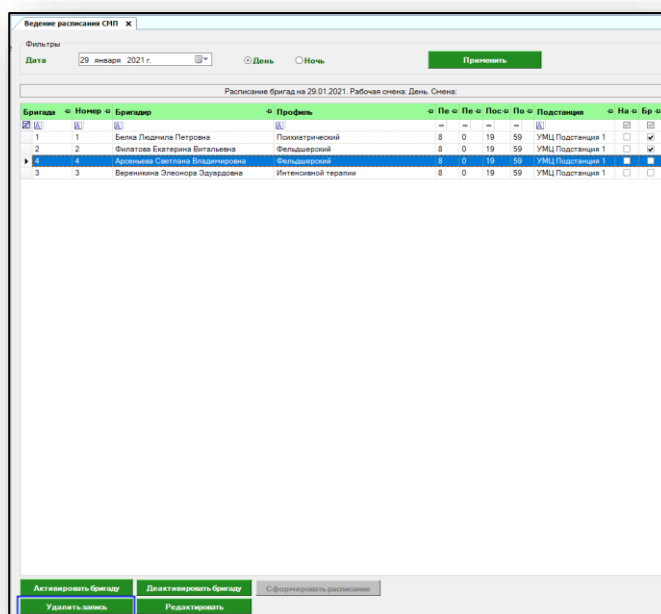 Ведение расписания СМП x
Фильтры
Дата 29 января 2021 г. День Ночь Применить
Расписание бригад на 29.01.2021. Рабочая смена: День. Смена:
Бригада Номер Бригадир Профиль Пе Пе Пос По Подстанция На Бр
1 1 Белка Людмила Петровна Психиатрический 8 0 19 59 УМЦ Подстанция 1
2 2 Филатова Екатерина Витальевна Фельдшерский 8 0 19 59 УМЦ Подстанция 1
4 4 Арсеньева Светлана Владимировна Фельдшерский 8 0 19 59 УМЦ Подстанция 1
3 3 Вереникина Элеонора Эдуардовна Интенсивной терапии 8 0 19 59 УМЦ Подстанция 1
Активировать бригаду Деактивировать бригаду Сформировать расписание
Удалить запись Редактировать